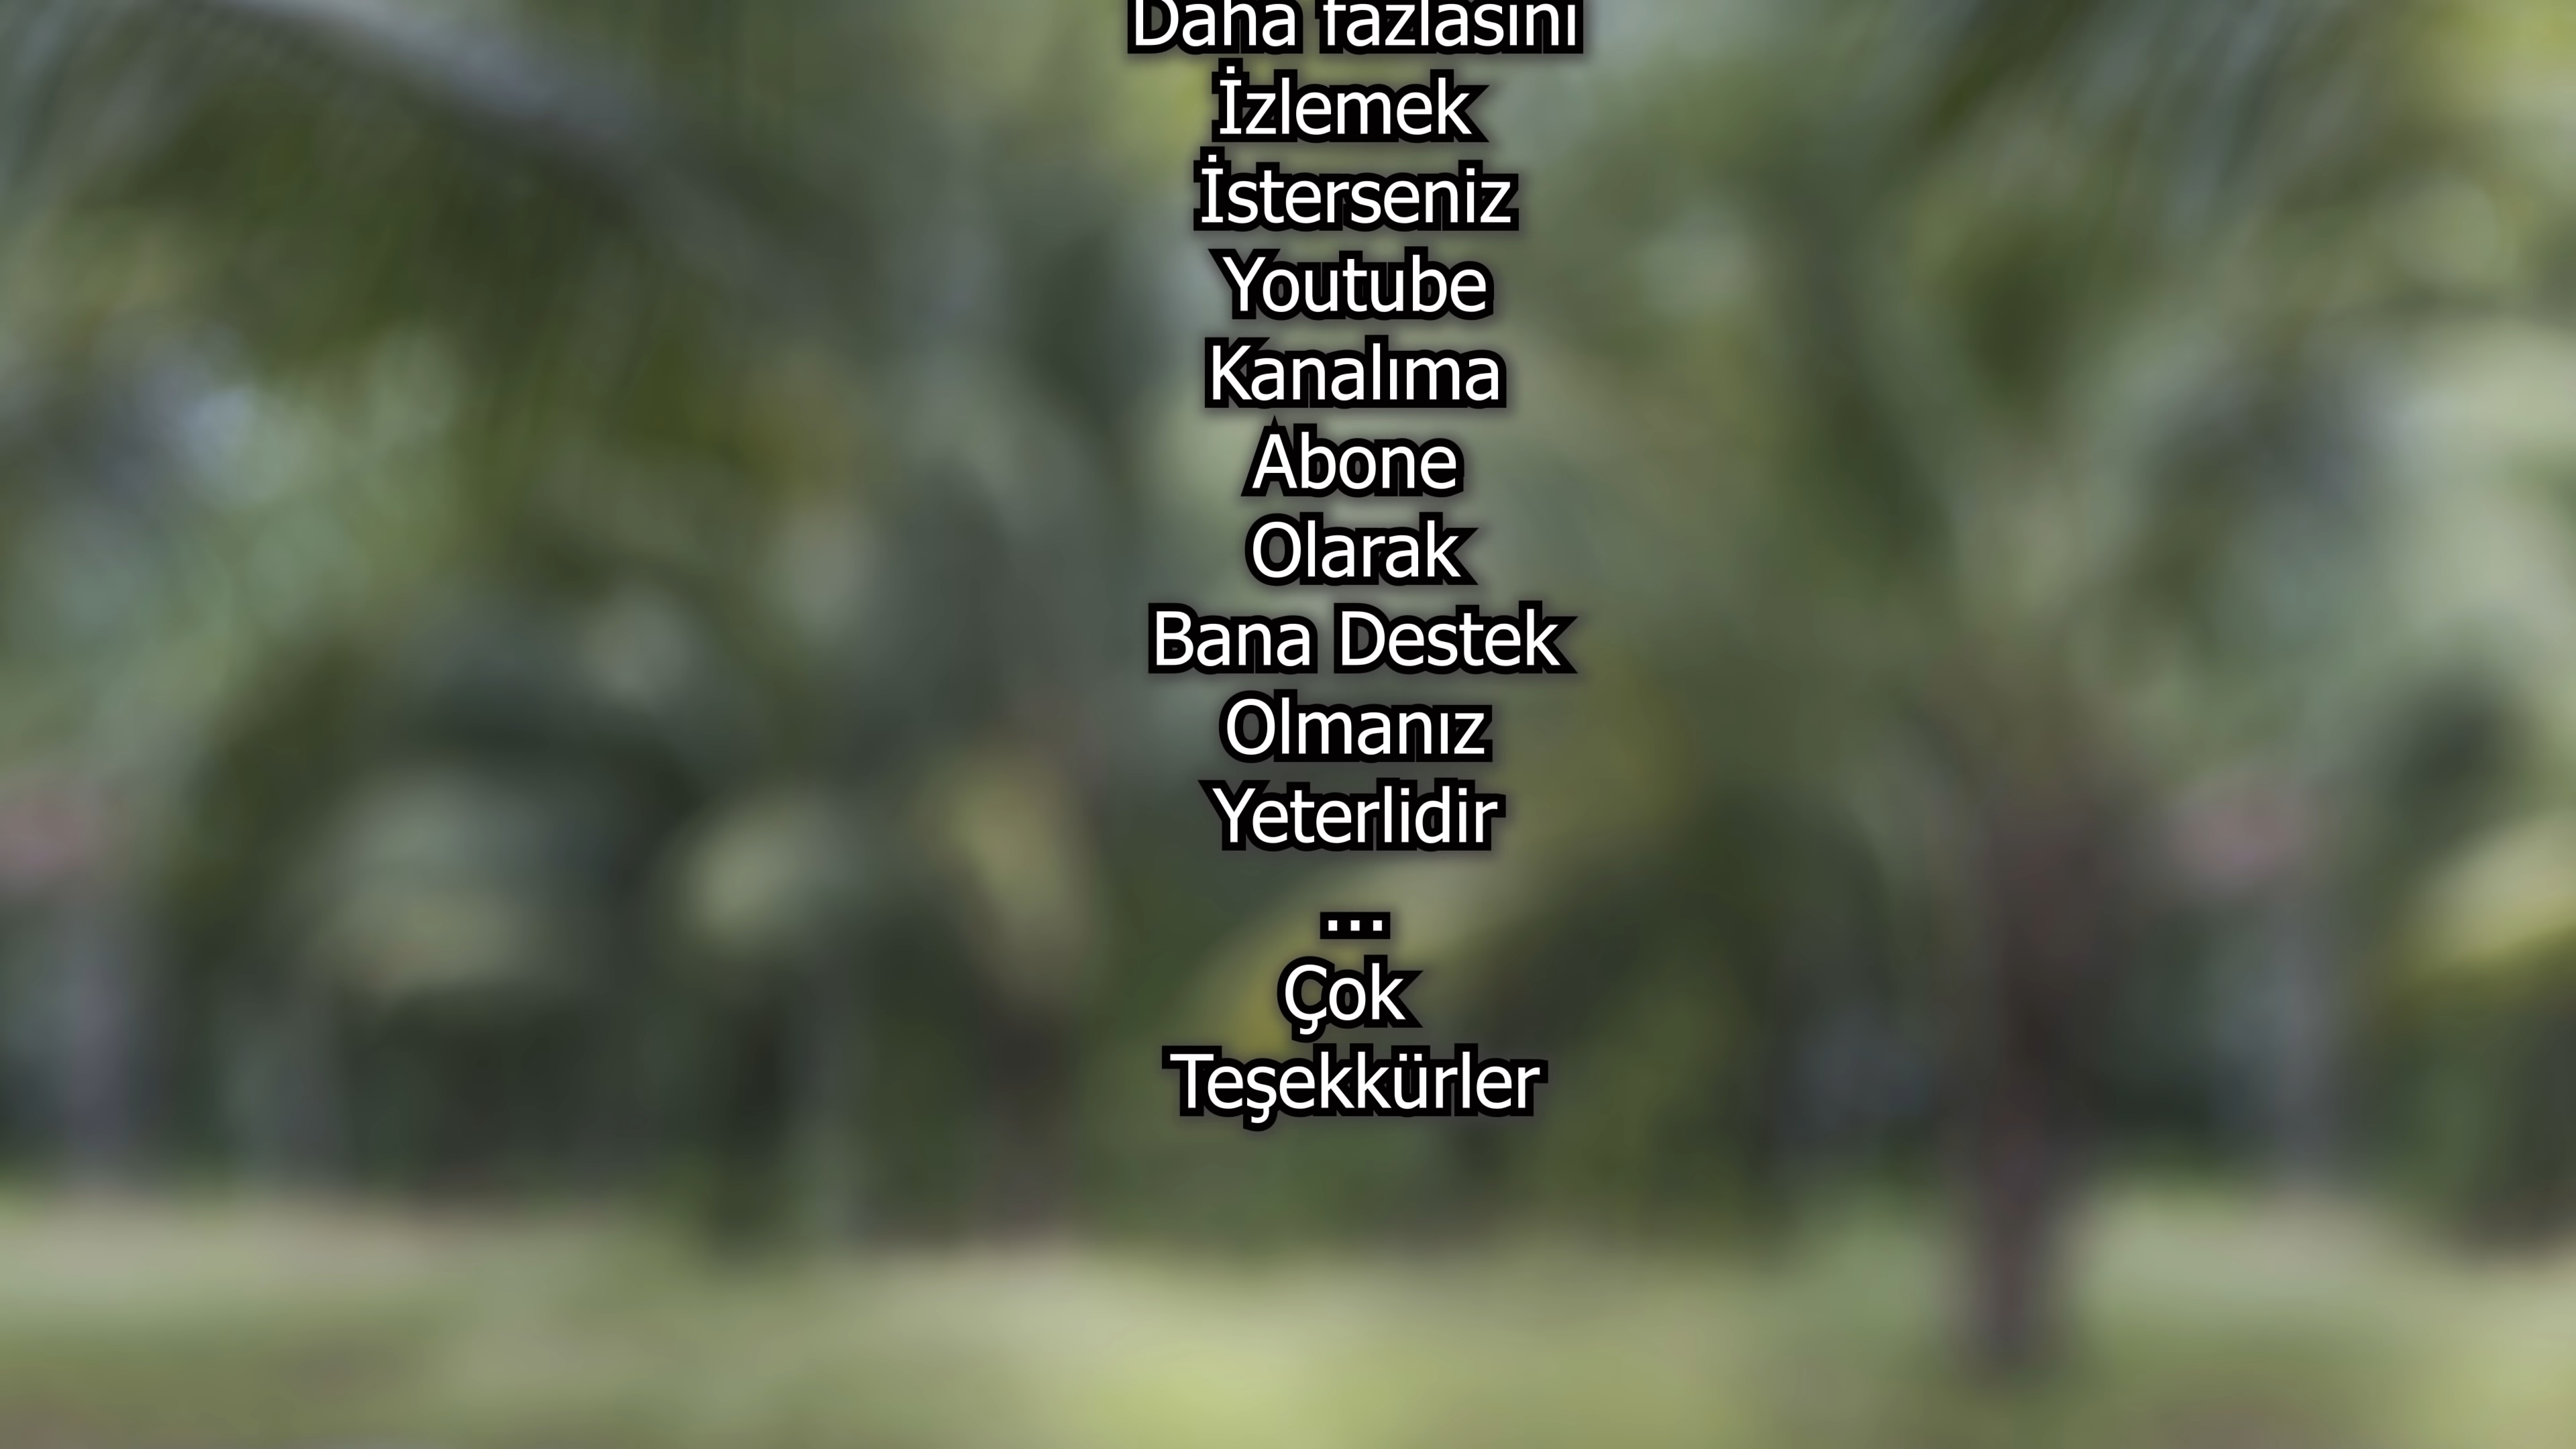 Daha fazlasını
İzlemek
İsterseniz
Youtube
Kanalıma
Abone
Olarak
Bana Destek
Olmanız
Yeterlidir
...
Çok
Teşekkürler